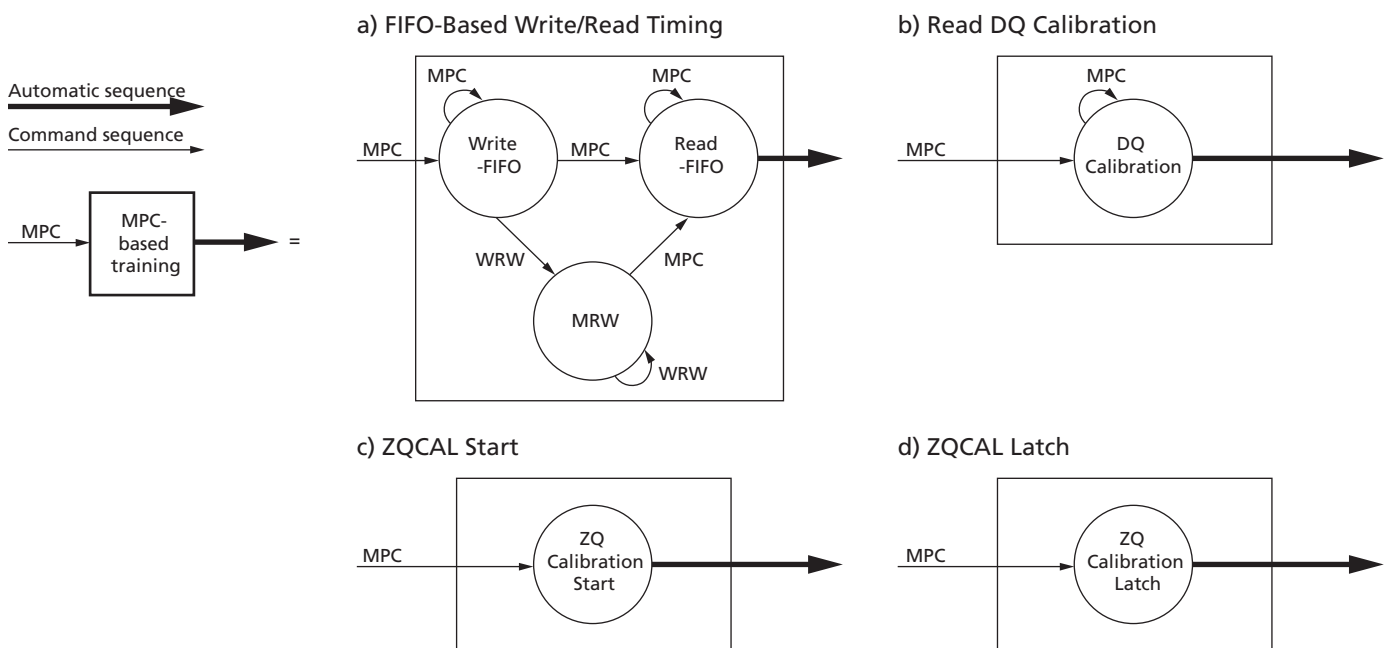 a) FIFO-Based Write/Read Timing
b) Read DQ Calibration
Automatic sequence
Command sequence
MPC
MPC-
based
training
=
MPC
MPC
Write
-FIFO
MPC
MPC
Read
-FIFO
WRW
MPC
MRW
WRW
MPC
MPC
DQ
Calibration
c) ZQCAL Start
d) ZQCAL Latch
MPC
ZQ
Calibration
Start
MPC
ZQ
Calibration
Latch